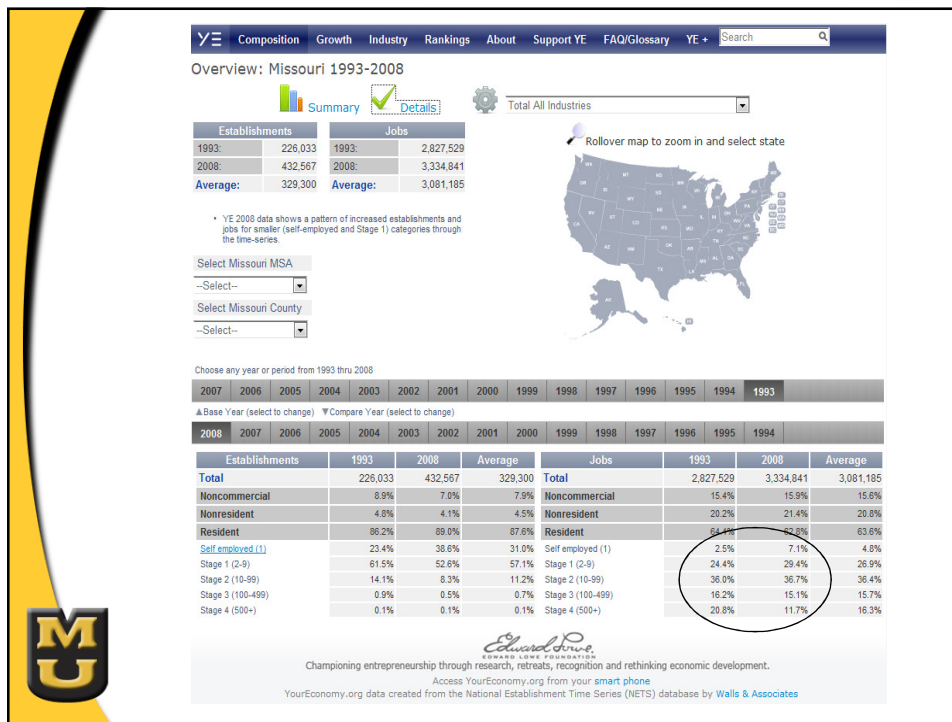 YE Composition Growth Industry Rankings About Support YE FAQ/Glossary YE + Search
Overview: Missouri 1993-2008
Summary Details Total All Industries
Establishments Jobs
1993: 226,033 1993: 2,827,529
2008: 432,567 2008: 3,334,841
Average: 329,300 Average: 3,081,185
Rollover map to zoom in and select state
• YE 2008 data shows a pattern of increased establishments and
jobs for smaller (self-employed and Stage 1) categories through
the time-series.
Select Missouri MSA
--Select--
Select Missouri County
--Select--
Choose any year or period from 1993 thru 2008
2007 2006 2005 2004 2003 2002 2001 2000 1999 1998 1997 1996 1995 1994 1993
▲Base Year (select to change) ▼Compare Year (select to change)
2008 2007 2006 2005 2004 2003 2002 2001 2000 1999 1998 1997 1996 1995 1994
Establishments 1993 2008 Average Jobs 1993 2008 Average
Total 226,033 432,567 329,300 Total 2,827,529 3,334,841 3,081,185
Noncommercial 8.9% 7.0% 7.9% Noncommercial 15.4% 15.9% 15.6%
Nonresident 4.8% 4.1% 4.5% Nonresident 20.2% 21.4% 20.8%
Resident 86.2% 89.0% 87.6% Resident 64.4% 62.8% 63.6%
Self employed (1) 23.4% 38.6% 31.0% Self employed (1) 2.5% 7.1% 4.8%
Stage 1 (2-9) 61.5% 52.6% 57.1% Stage 1 (2-9) 24.4% 29.4% 26.9%
Stage 2 (10-99) 14.1% 8.3% 11.2% Stage 2 (10-99) 36.0% 36.7% 36.4%
Stage 3 (100-499) 0.9% 0.5% 0.7% Stage 3 (100-499) 16.2% 15.1% 15.7%
Stage 4 (500+) 0.1% 0.1% 0.1% Stage 4 (500+) 20.8% 11.7% 16.3%
Edward Lowe
EDWARD LOWE FOUNDATION
Championing entrepreneurship through research, retreats, recognition and rethinking economic development.
Access YourEconomy.org from your smart phone
YourEconomy.org data created from the National Establishment Time Series (NETS) database by Walls & Associates
MU